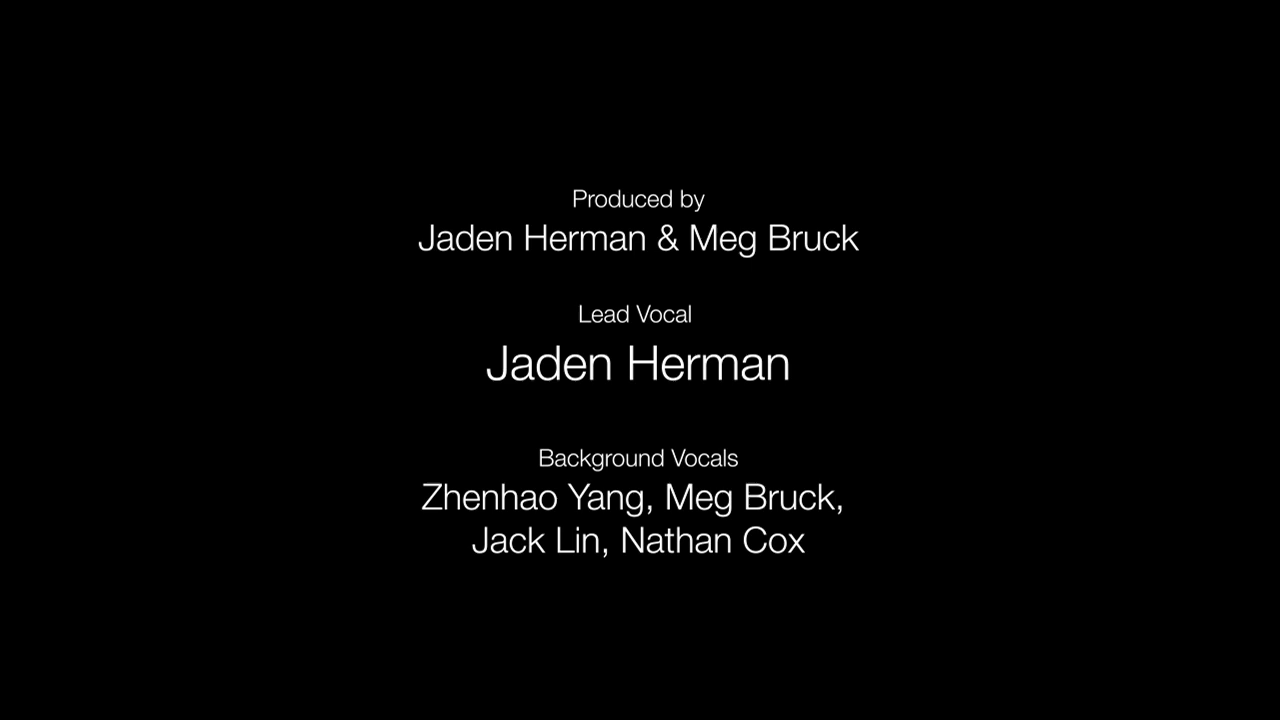 Produced by
Jaden Herman & Meg Bruck
Lead Vocal
Jaden Herman
Background Vocals
Zhenhao Yang, Meg Bruck,
Jack Lin, Nathan Cox